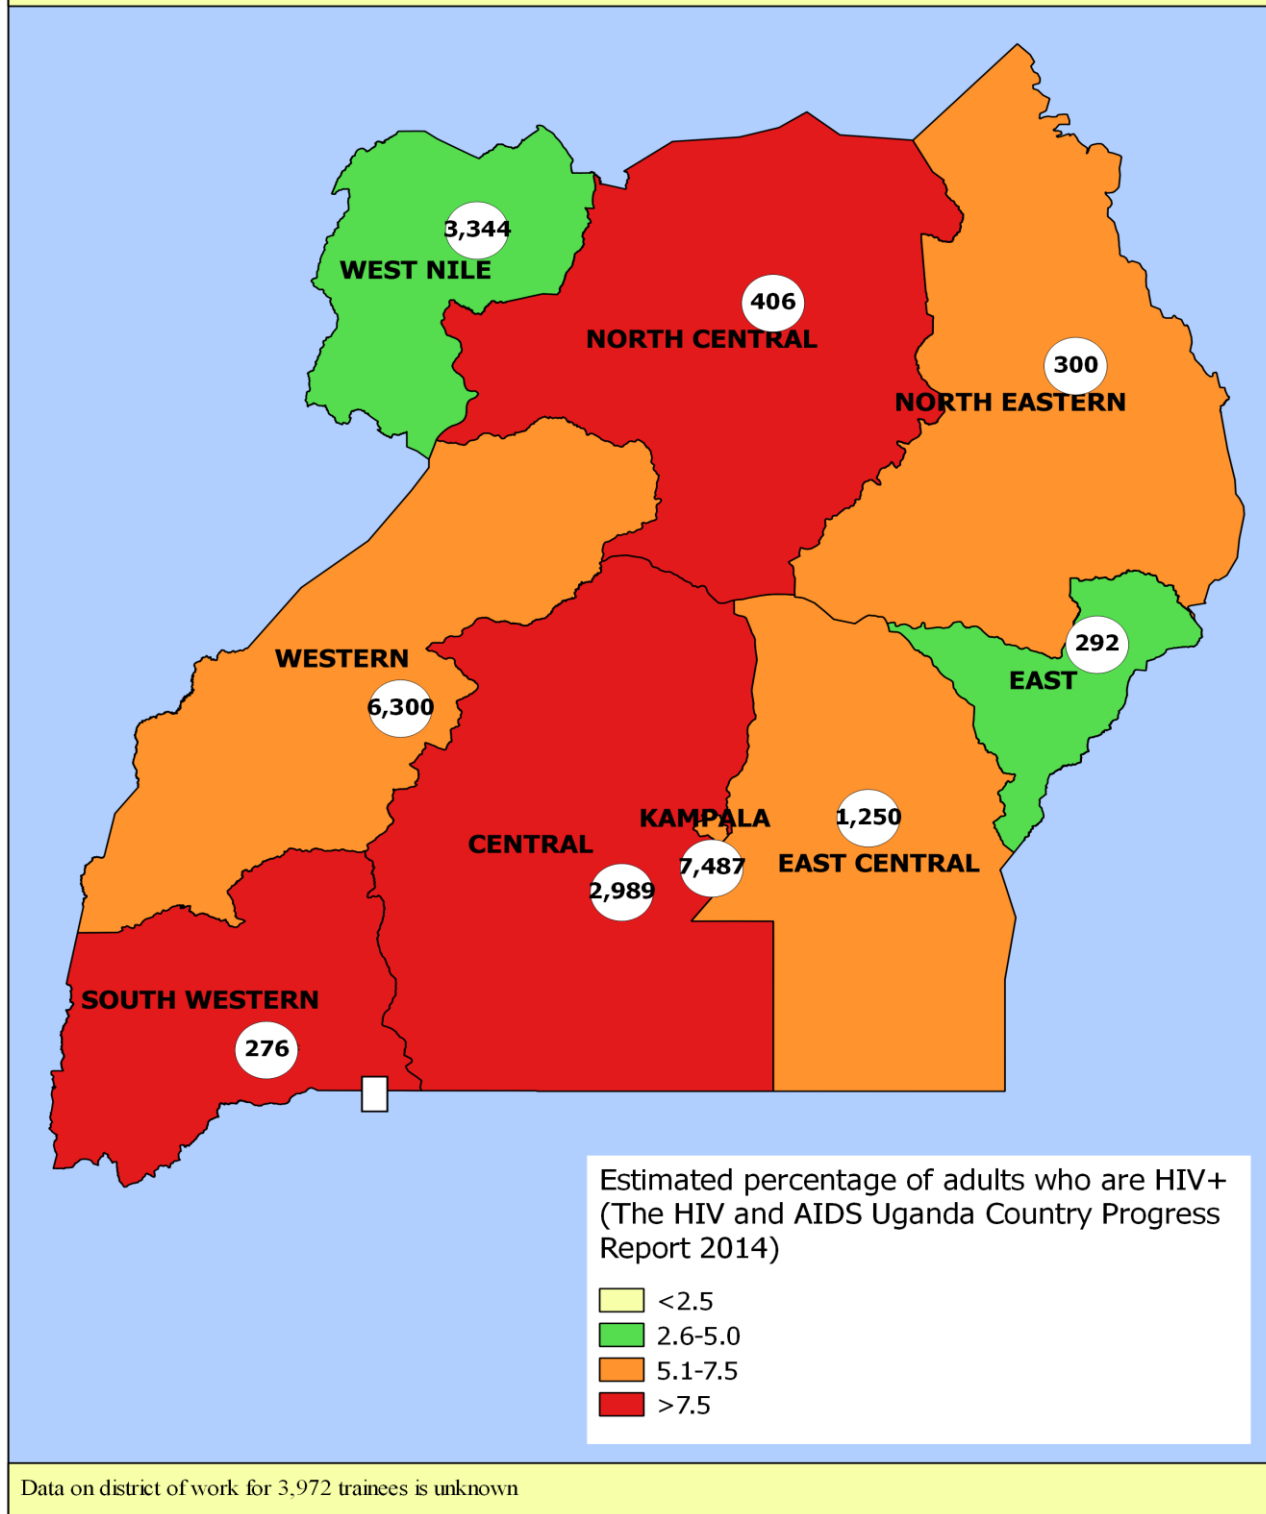 3,344
WEST NILE
406
NORTH CENTRAL
300
NORTH EASTERN
292
EAST
WESTERN
6,300
KAMPALA
1,250
CENTRAL
7,487
EAST CENTRAL
2,989
SOUTH WESTERN
276
Estimated percentage of adults who are HIV+
(The HIV and AIDS Uganda Country Progress
Report 2014)
<2.5
2.6-5.0
5.1-7.5
>7.5
Data on district of work for 3,972 trainees is unknown